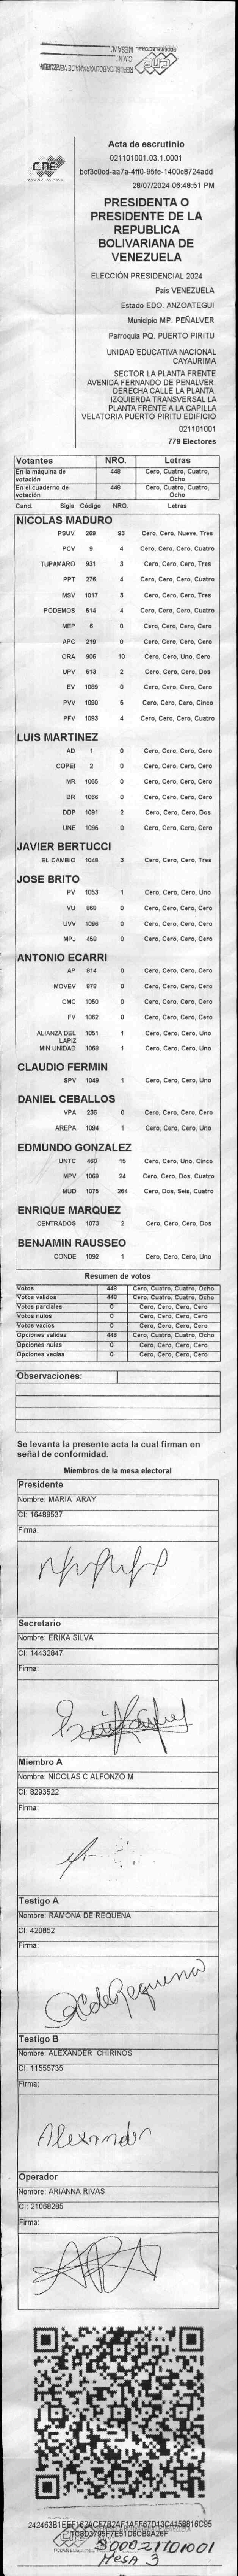 Acta de escrutinio
021101001.03.1.0001
bcf3c0cd-aa7a-4ff0-95fe-1400c8724add
28/07/2024 06:48:51 PM
PRESIDENTA O
PRESIDENTE DE LA
REPUBLICA
BOLIVARIANA DE
VENEZUELA
ELECCIÓN PRESIDENCIAL 2024
Pais VENEZUELA
Estado EDO. ANZOATEGUI
Municipio MP. PEÑALVER
Parroquia PQ. PUERTO PIRITU
UNIDAD EDUCATIVA NACIONAL
CAYAURIMA
SECTOR LA PLANTA FRENTE
AVENIDA FERNANDO DE PENALVER.
DERECHA CALLE LA PLANTA.
IZQUIERDA TRANSVERSAL LA
PLANTA FRENTE A LA CAPILLA
VELATORIA PUERTO PIRITU EDIFICIO
021101001
779 Electores
Votantes NRO. Letras
En la máquina de votación 448 Cero, Cuatro, Cuatro, Ocho
En el cuaderno de votación 448 Cero, Cuatro, Cuatro, Ocho
Cand. Sigla Código NRO. Letras
NICOLAS MADURO
PSUV 269 93 Cero, Cero, Nueve, Tres
PCV 9 4 Cero, Cero, Cero, Cuatro
TUPAMARO 931 3 Cero, Cero, Cero, Tres
PPT 276 4 Cero, Cero, Cero, Cuatro
MSV 1017 3 Cero, Cero, Cero, Tres
PODEMOS 514 4 Cero, Cero, Cero, Cuatro
MEP 6 0 Cero, Cero, Cero, Cero
APC 219 0 Cero, Cero, Cero, Cero
ORA 906 10 Cero, Cero, Uno, Cero
UPV 513 2 Cero, Cero, Cero, Dos
EV 1089 0 Cero, Cero, Cero, Cero
PVV 1090 5 Cero, Cero, Cero, Cinco
PFV 1093 4 Cero, Cero, Cero, Cuatro
LUIS MARTINEZ
AD 1 0 Cero, Cero, Cero, Cero
COPEI 2 0 Cero, Cero, Cero, Cero
MR 1065 0 Cero, Cero, Cero, Cero
BR 1066 0 Cero, Cero, Cero, Cero
DDP 1091 2 Cero, Cero, Cero, Dos
UNE 1095 0 Cero, Cero, Cero, Cero
JAVIER BERTUCCI
EL CAMBIO 1048 3 Cero, Cero, Cero, Tres
JOSE BRITO
PV 1053 1 Cero, Cero, Cero, Uno
VU 868 0 Cero, Cero, Cero, Cero
UVV 1096 0 Cero, Cero, Cero, Cero
MPJ 459 0 Cero, Cero, Cero, Cero
ANTONIO ECARRI
AP 814 0 Cero, Cero, Cero, Cero
MOVEV 879 0 Cero, Cero, Cero, Cero
CMC 1050 0 Cero, Cero, Cero, Cero
FV 1062 0 Cero, Cero, Cero, Cero
ALIANZA DEL LAPIZ 1051 1 Cero, Cero, Cero, Uno
MIN UNIDAD 1068 1 Cero, Cero, Cero, Uno
CLAUDIO FERMIN
SPV 1049 1 Cero, Cero, Cero, Uno
DANIEL CEBALLOS
VPA 236 0 Cero, Cero, Cero, Cero
AREPA 1094 1 Cero, Cero, Cero, Uno
EDMUNDO GONZALEZ
UNTC 460 15 Cero, Cero, Uno, Cinco
MPV 1069 24 Cero, Cero, Dos, Cuatro
MUD 1075 264 Cero, Dos, Seis, Cuatro
ENRIQUE MARQUEZ
CENTRADOS 1073 2 Cero, Cero, Cero, Dos
BENJAMIN RAUSSEO
CONDE 1092 1 Cero, Cero, Cero, Uno
Resumen de votos
Votos 448 Cero, Cuatro, Cuatro, Ocho
Votos validos 448 Cero, Cuatro, Cuatro, Ocho
Votos parciales 0 Cero, Cero, Cero, Cero
Votos nulos 0 Cero, Cero, Cero, Cero
Votos vacios 0 Cero, Cero, Cero, Cero
Opciones validas 448 Cero, Cuatro, Cuatro, Ocho
Opciones nulas 0 Cero, Cero, Cero, Cero
Opciones vacias 0 Cero, Cero, Cero, Cero
Observaciones:
Se levanta la presente acta la cual firman en
señal de conformidad.
Miembros de la mesa electoral
Presidente
Nombre: MARIA ARAY
CI: 16489537
Firma:
Secretario
Nombre: ERIKA SILVA
CI: 14432847
Firma:
Miembro A
Nombre: NICOLAS C ALFONZO M
CI: 8293522
Firma:
Testigo A
Nombre: RAMONA DE REQUENA
CI: 420852
Firma:
RdeRequena
Testigo B
Nombre: ALEXANDER CHIRINOS
CI: 11555735
Firma:
Alexander
Operador
Nombre: ARIANNA RIVAS
CI: 21068285
Firma:
Mesa 3